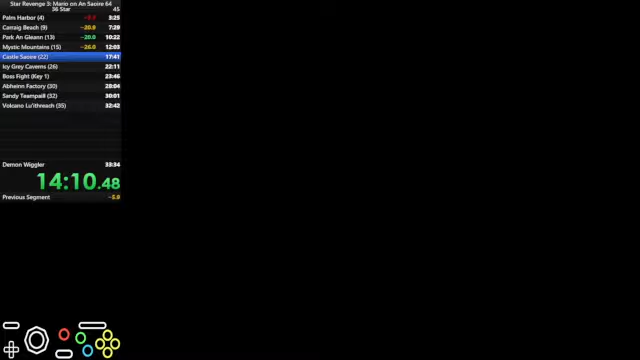 Star Revenge 3: Mario on An Saoire 64
36 Star 45
Palm Harbor (4) 3:25
Carraig Beach (9) −20.0 7:29
Park An Gleann (13) −20.0 10:22
Mystic Mountains (15) −26.0 12:03
Castle Saoire (22) 17:41
Icy Grey Caverns (26) 22:11
Boss Fight (Key 1) 23:46
Abheinn Factory (30) 28:04
Sandy Teampaill (32) 30:01
Volcano Lu'ithreach (35) 32:42
Demon Wiggler 33:34
14:10.48
Previous Segment −5.9